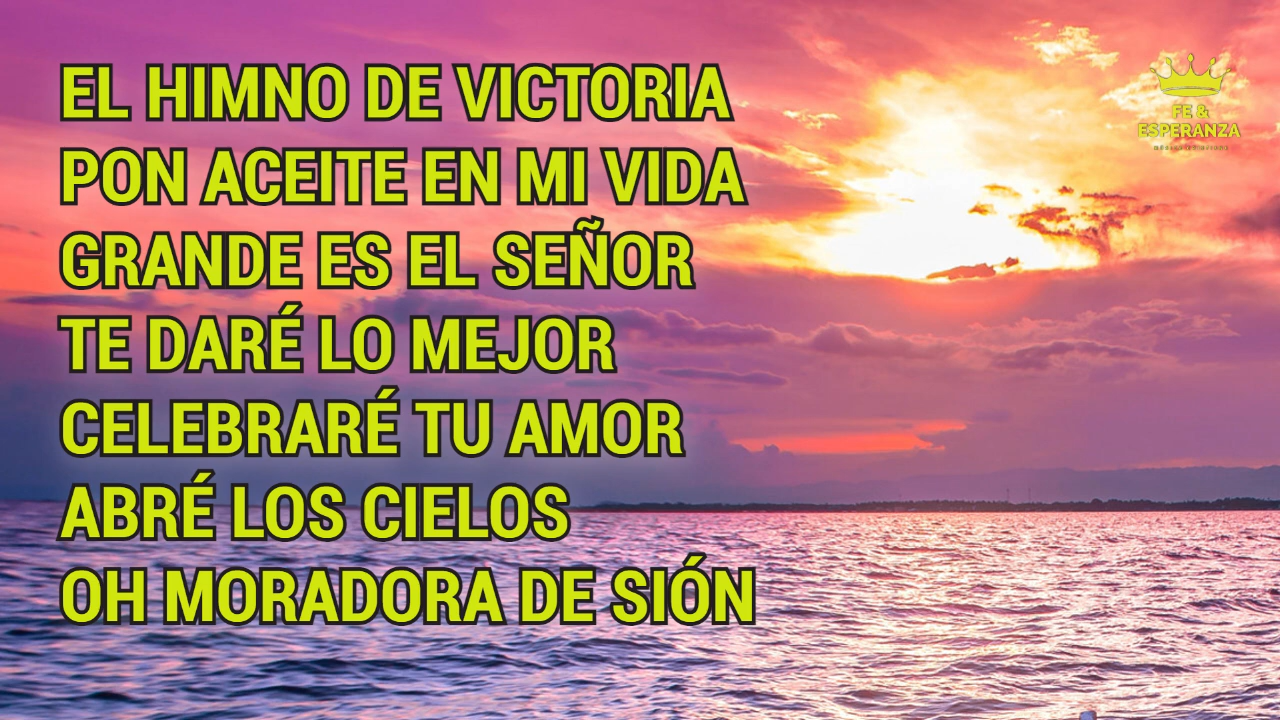 EL HIMNO DE VICTORIA
PON ACEITE EN MI VIDA
GRANDE ES EL SEÑOR
TE DARÉ LO MEJOR
CELEBRARÉ TU AMOR
ABRÉ LOS CIELOS
OH MORADORA DE SIÓN
FE &
ESPERANZA